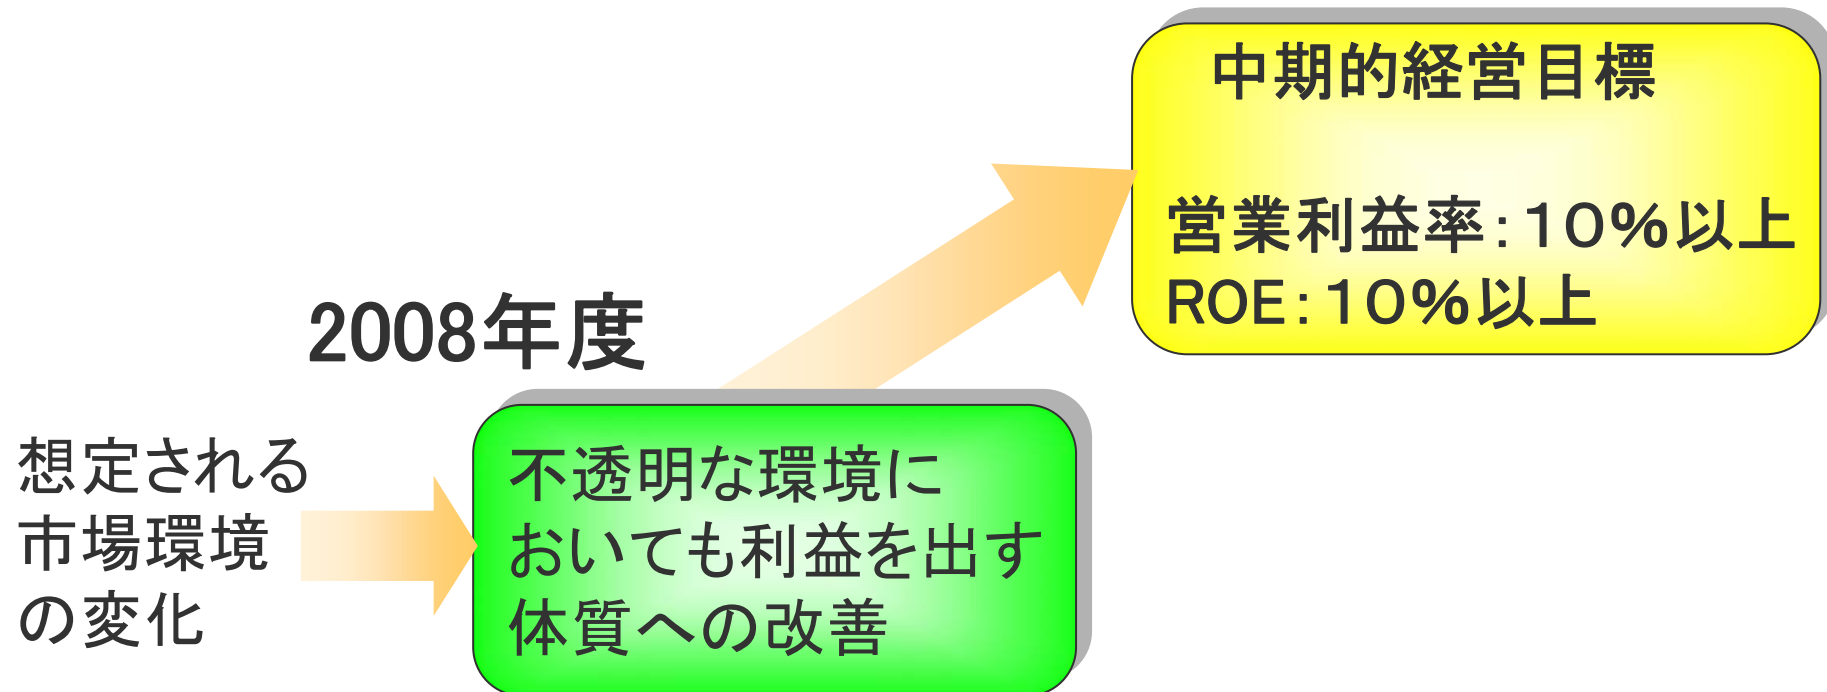 中期的経営目標
営業利益率:10%以上
ROE:10%以上
2008年度
想定される
市場環境
の変化
不透明な環境に
おいても利益を出す
体質への改善